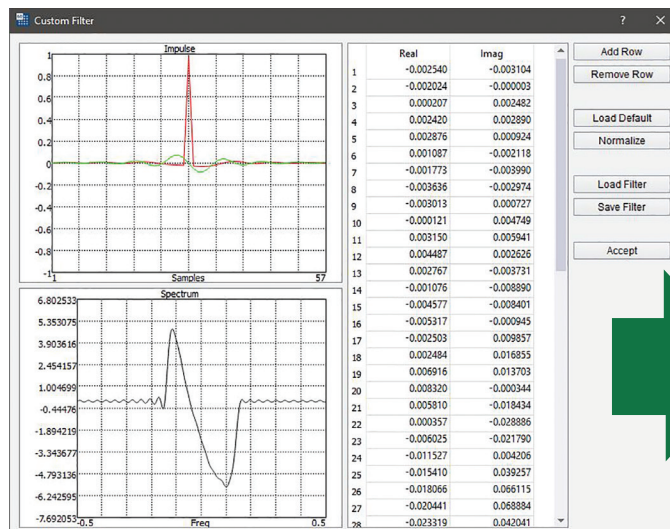 Custom Filter ? ×
Impulse
1
0.8
0.6
0.4
0.2
0
-0.2
-0.4
-0.6
-0.8
-1
1 Samples 57
Spectrum
6.802533
5.353075
3.903616
2.454157
1.004699
-0.44476
-1.894219
-3.343677
-4.793136
-6.242595
-7.692053
-0.5 Freq 0.5
Real Imag
1 -0.002540 -0.003104
2 -0.002024 -0.000003
3 0.000207 0.002482
4 0.002420 0.002890
5 0.002876 0.000924
6 0.001087 -0.002118
7 -0.001773 -0.003990
8 -0.003636 -0.002974
9 -0.003013 0.000727
10 -0.000121 0.004749
11 0.003150 0.005941
12 0.004487 0.002626
13 0.002767 -0.003731
14 -0.001076 -0.008890
15 -0.004577 -0.008401
16 -0.005317 -0.000945
17 -0.002503 0.009857
18 0.002484 0.016855
19 0.006916 0.013703
20 0.008320 -0.000344
21 0.005810 -0.018434
22 0.000357 -0.028886
23 -0.006025 -0.021790
24 -0.011527 0.004206
25 -0.015410 0.039257
26 -0.018066 0.066115
27 -0.020441 0.068884
28 -0.023319 0.042041
Add Row
Remove Row
Load Default
Normalize
Load Filter
Save Filter
Accept